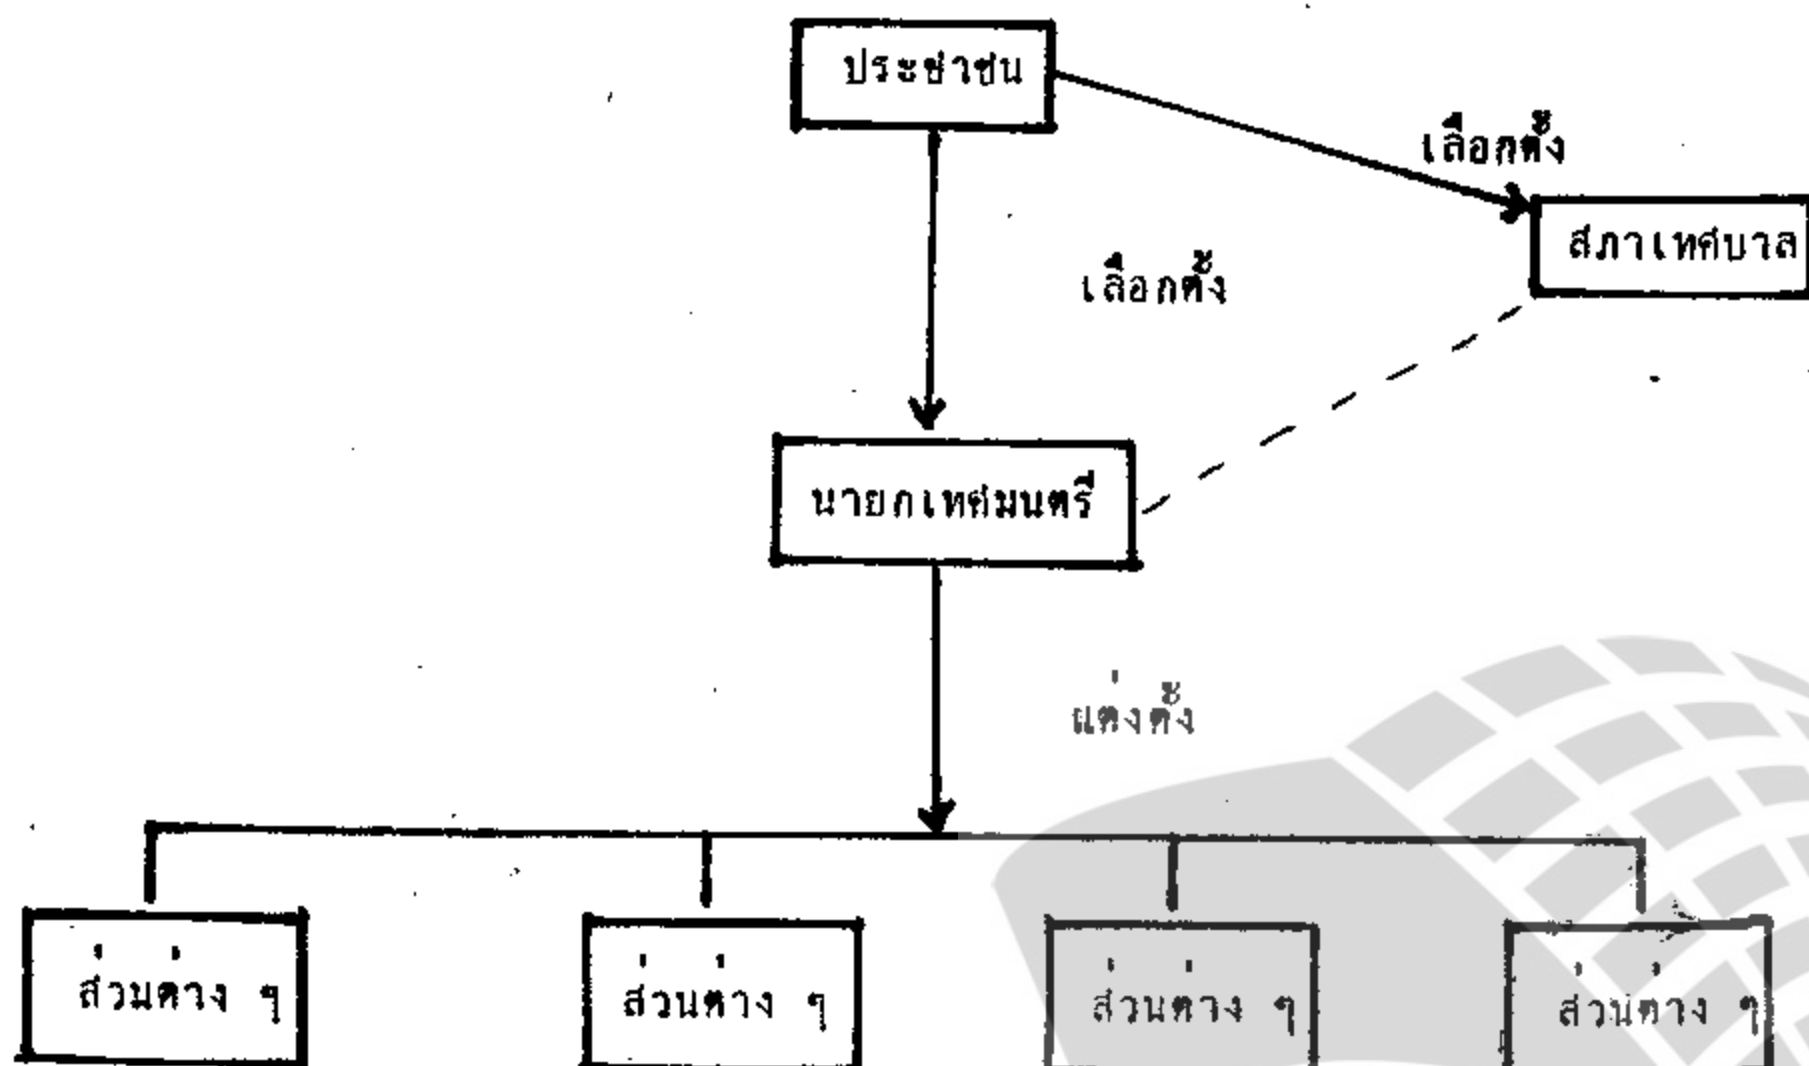 ประชาชน
เลือกตั้ง
สภาเทศบาล
เลือกตั้ง
นายกเทศมนตรี
แต่งตั้ง
ส่วนต่าง ๆ
ส่วนต่าง ๆ
ส่วนต่าง ๆ
ส่วนต่าง ๆ